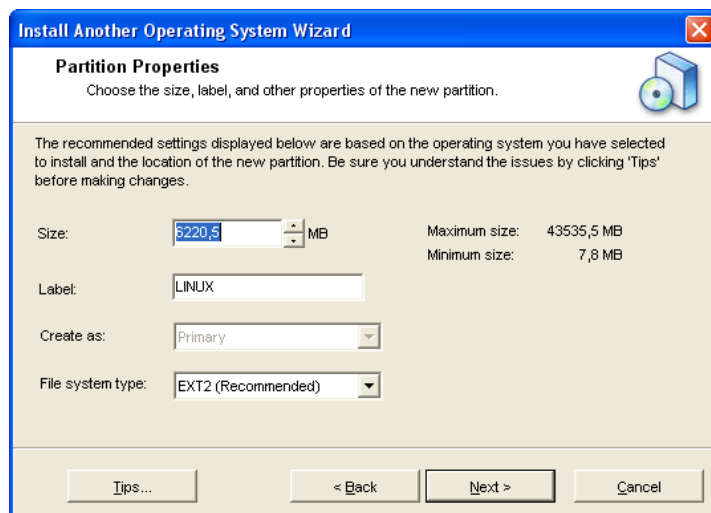 Install Another Operating System Wizard
Partition Properties
Choose the size, label, and other properties of the new partition.
The recommended settings displayed below are based on the operating system you have selected
to install and the location of the new partition. Be sure you understand the issues by clicking 'Tips'
before making changes.
Size: 6220,5 MB Maximum size: 43535,5 MB
Minimum size: 7,8 MB
Label: LINUX
Create as: Primary
File system type: EXT2 (Recommended)
Tips... < Back Next > Cancel